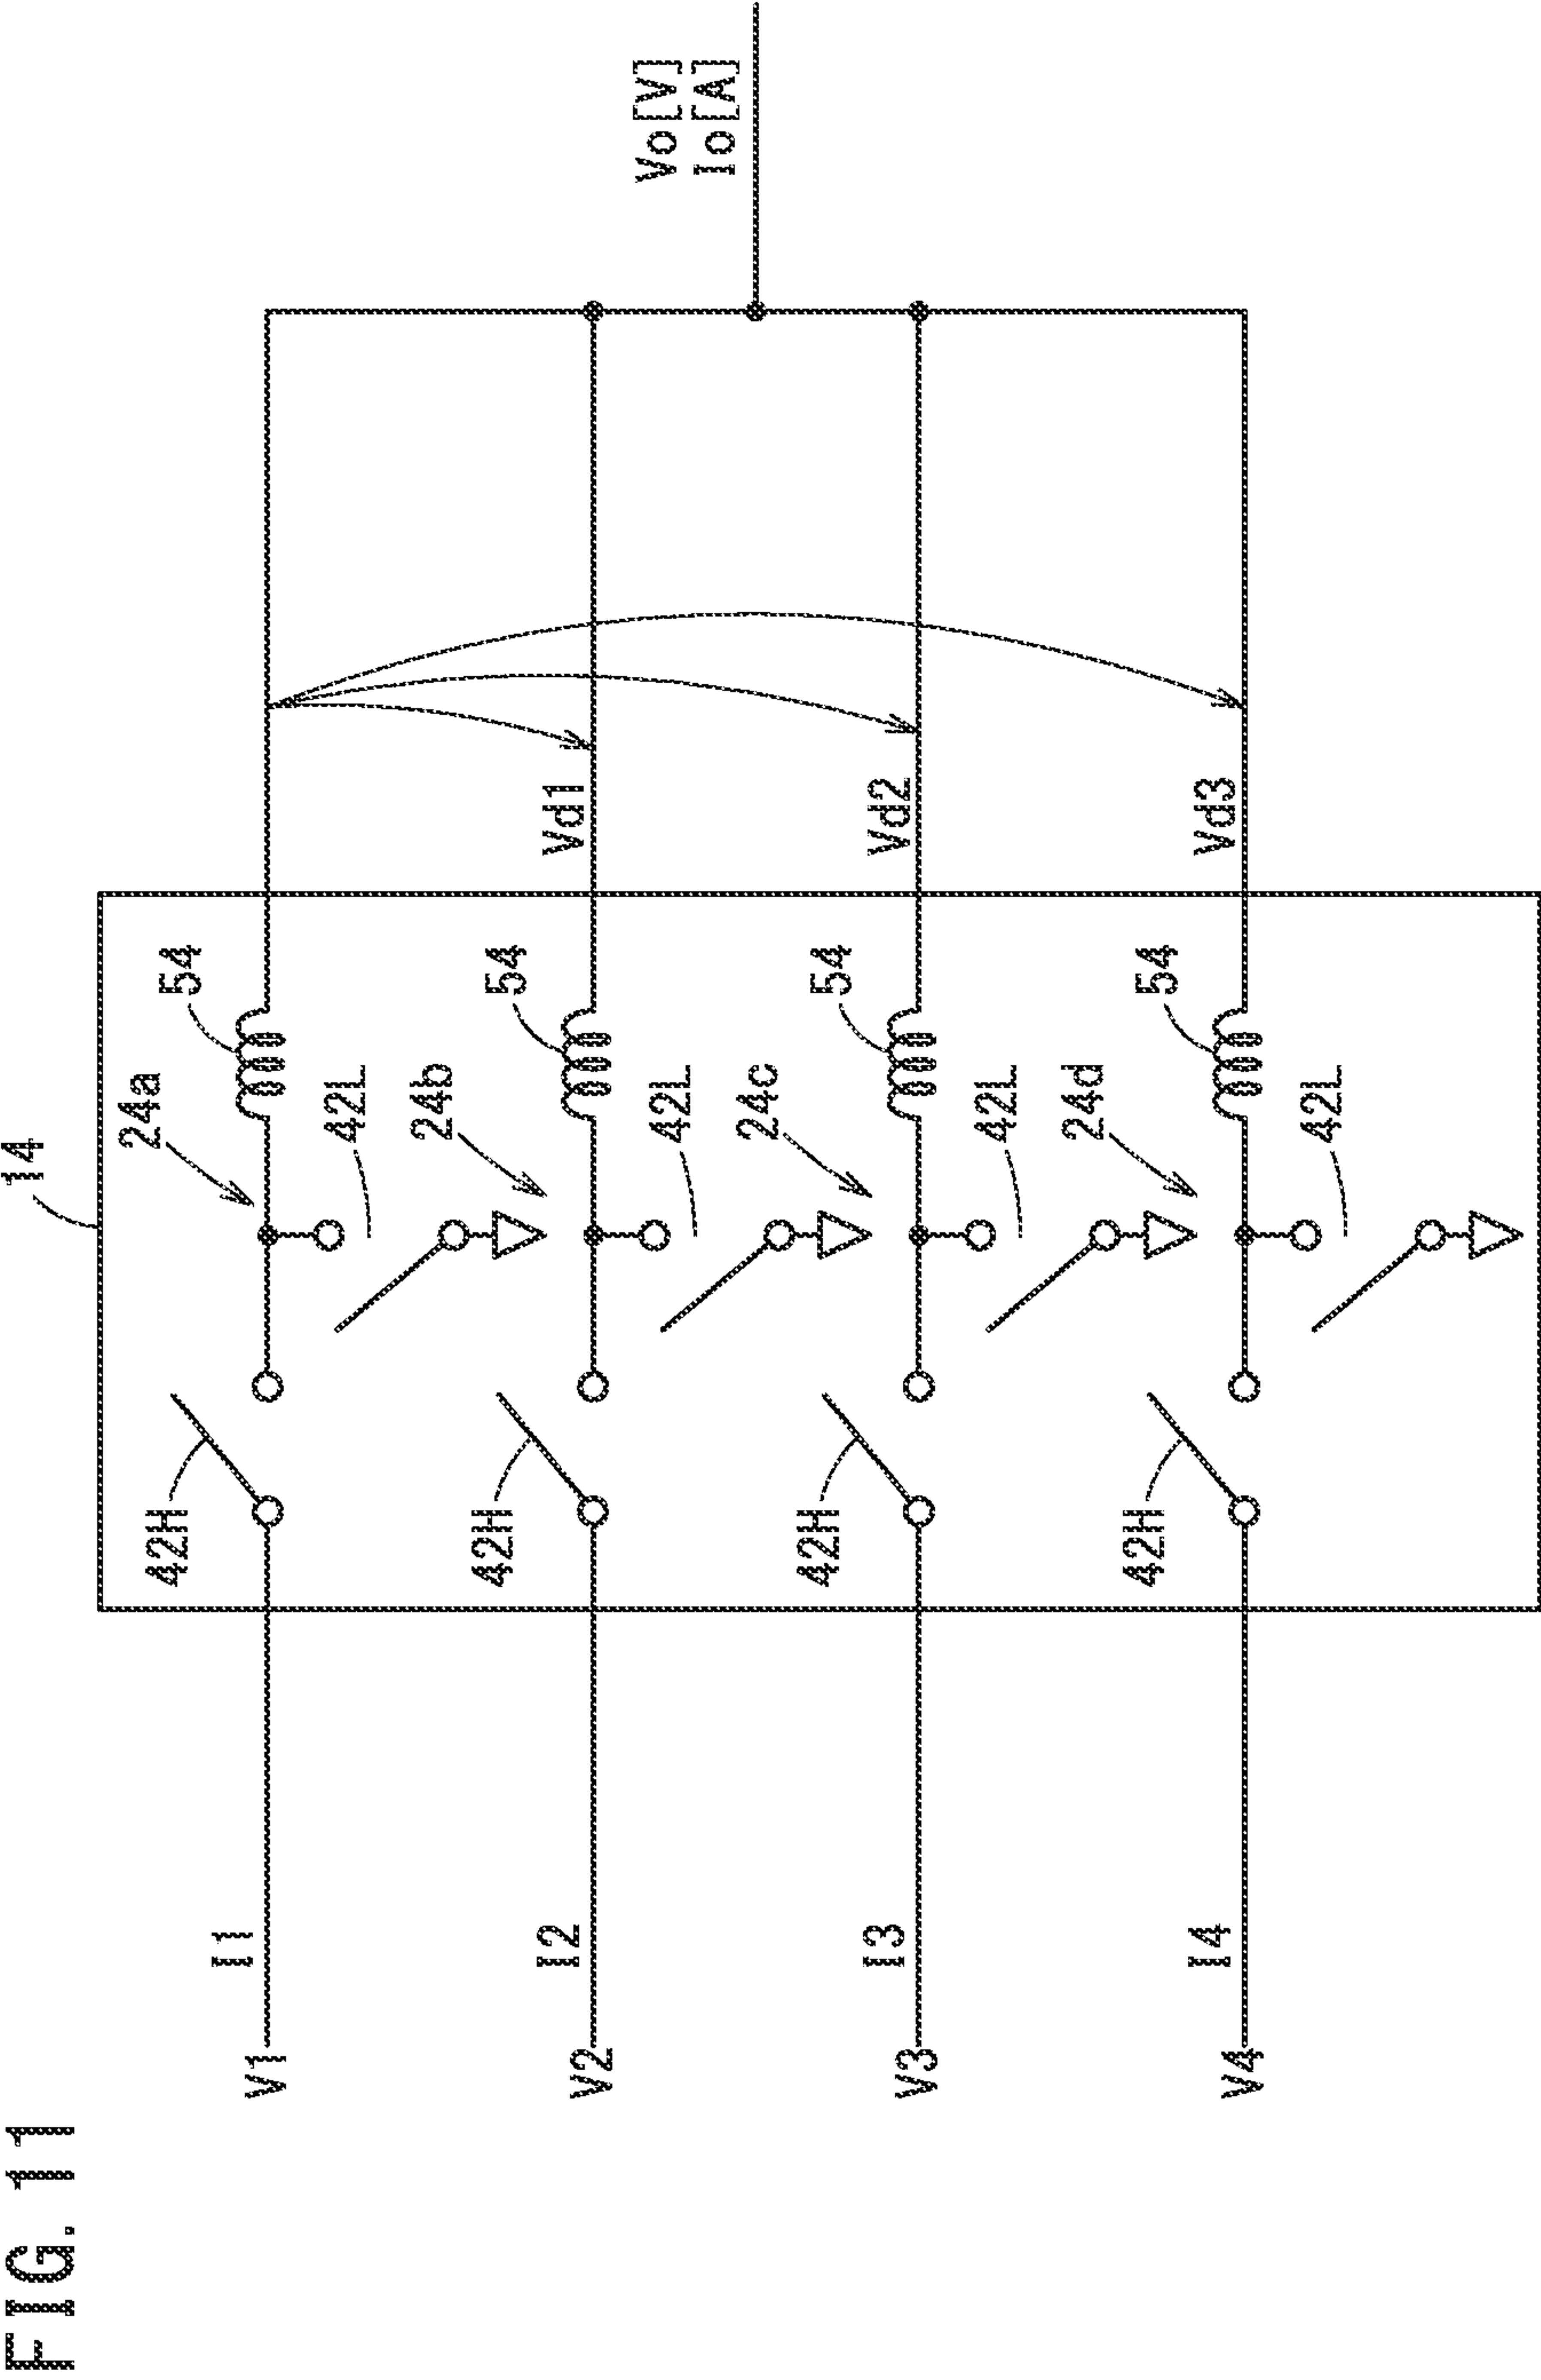 FIG. 11
14
Vo[V]
Io[A]
V1
I1
42H
24a
54
42L
V2
I2
42H
24b
54
Vd1
42L
V3
I3
42H
24c
54
Vd2
42L
V4
I4
42H
24d
54
Vd3
42L